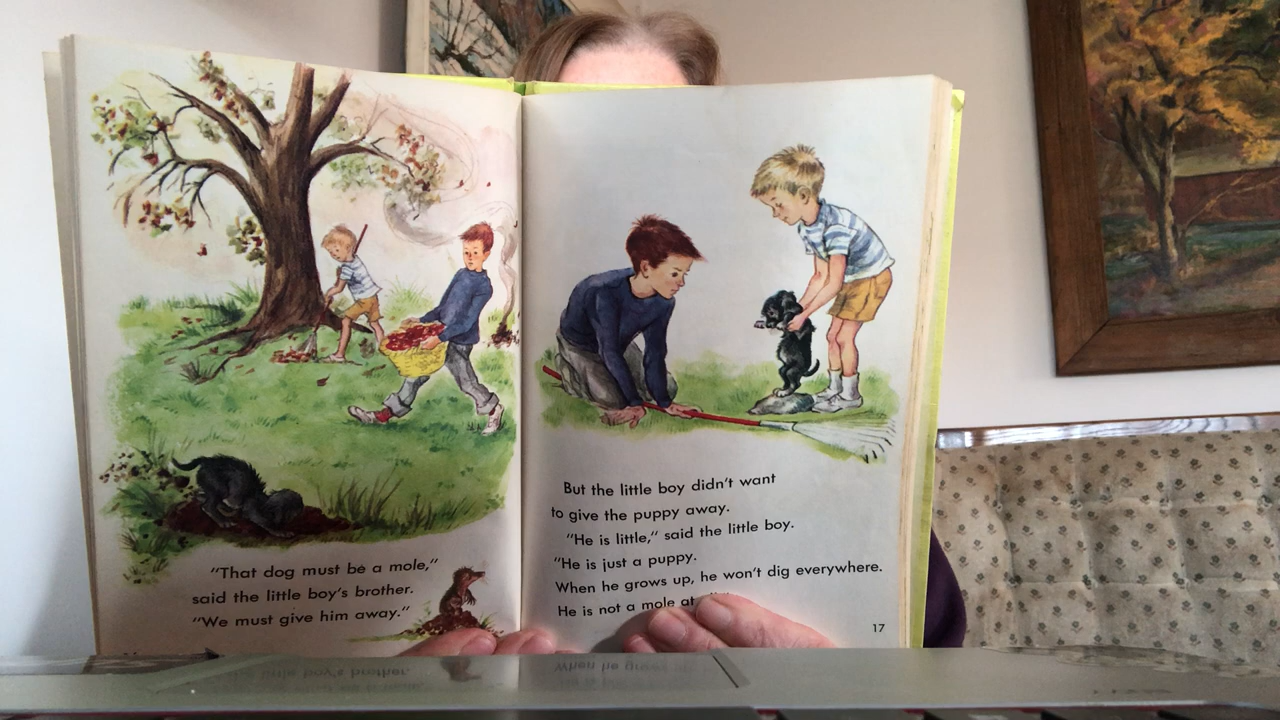 "That dog must be a mole,"
said the little boy's brother.
"We must give him away."
But the little boy didn't want
to give the puppy away.
"He is little," said the little boy.
"He is just a puppy.
When he grows up, he won't dig everywhere.
He is not a mole at
17